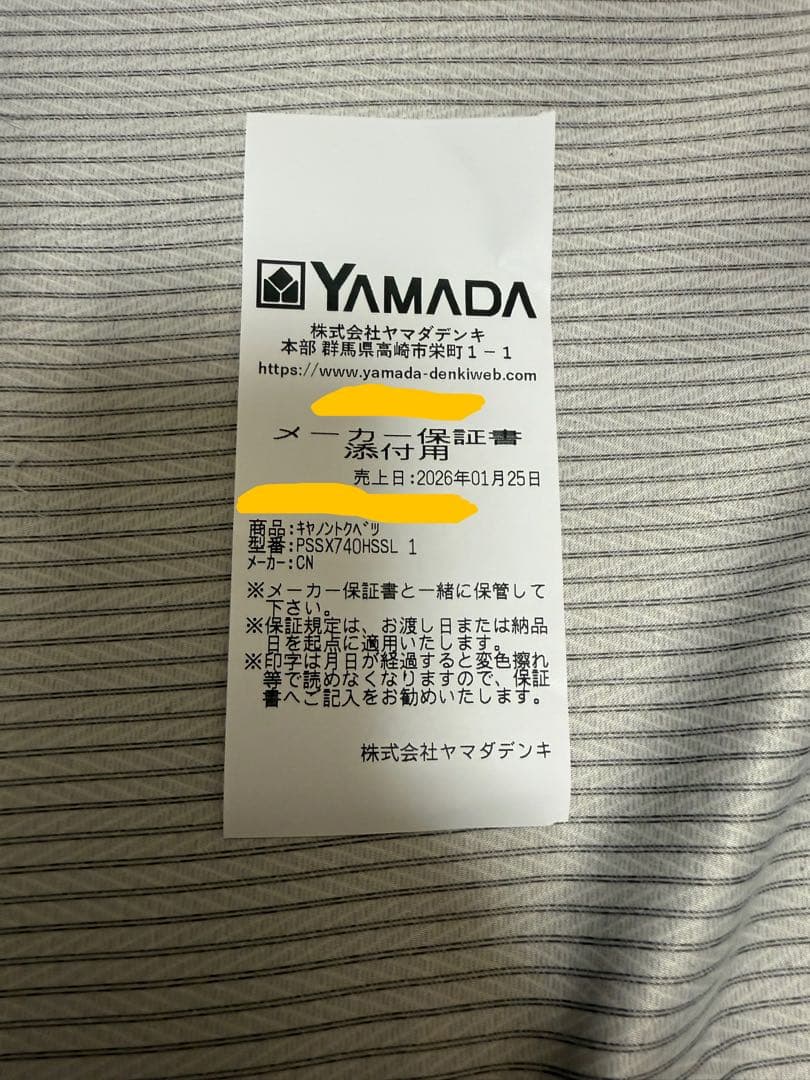 YAMADA
株式会社ヤマダデンキ
本部 群馬県高崎市栄町1-1
https://www.yamada-denkiweb.com
メーカー保証書
添付用
売上日:2026年01月25日
商品:ｷヤノントクベツ
型番:PSSX740HSSL 1
メーカー:CN
※メーカー保証書と一緒に保管して
下さい。
※保証規定は、お渡し日または納品
日を起点に適用いたします。
※印字は月日が経過すると変色擦れ
等で読めなくなりますので、保証
書へご記入をお勧めいたします。
株式会社ヤマダデンキ